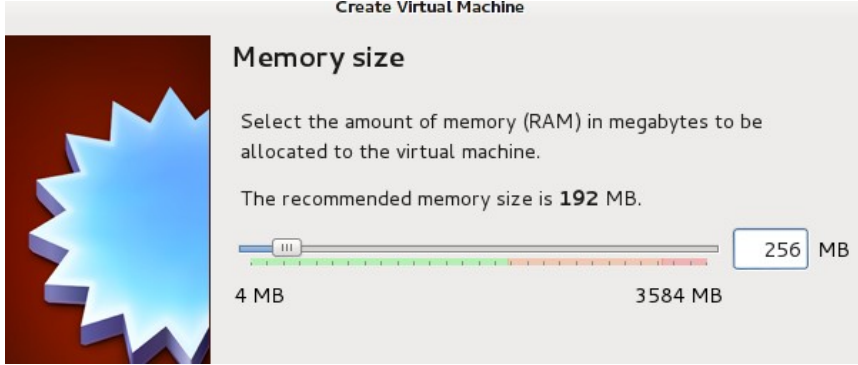 Create Virtual Machine
Memory size
Select the amount of memory (RAM) in megabytes to be
allocated to the virtual machine.
The recommended memory size is 192 MB.
256 MB
4 MB 3584 MB